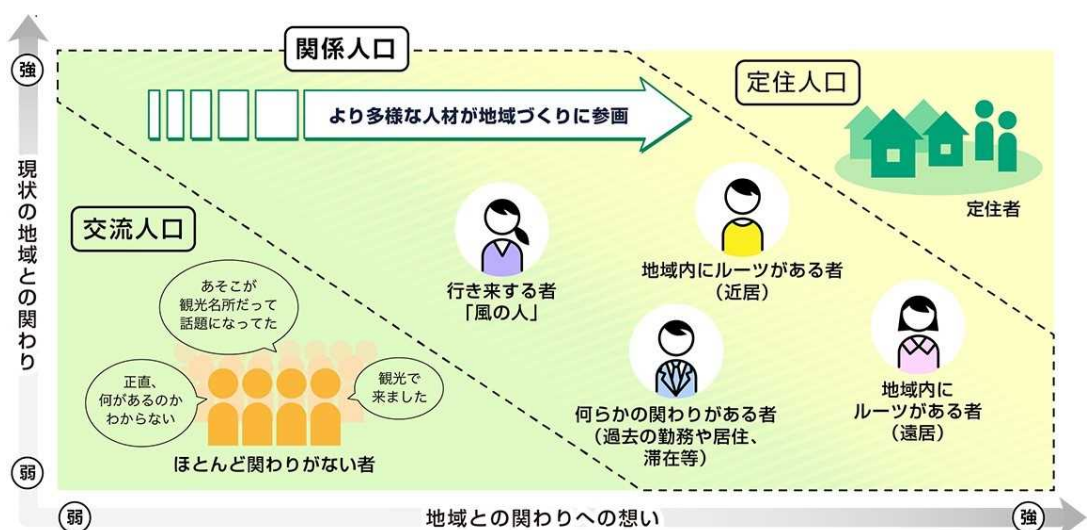 関係人口
強
定住人口
より多様な人材が地域づくりに参画
現状の地域との関わり
定住者
交流人口
地域内にルーツがある者
（近居）
あそこが
観光名所だって
話題になってた
行き来する者
「風の人」
正直、
何があるのか
わからない
観光で
来ました
地域内に
ルーツがある者
（遠居）
何らかの関わりがある者
（過去の勤務や居住、
滞在等）
ほとんど関わりがない者
弱
弱
地域との関わりへの想い
強